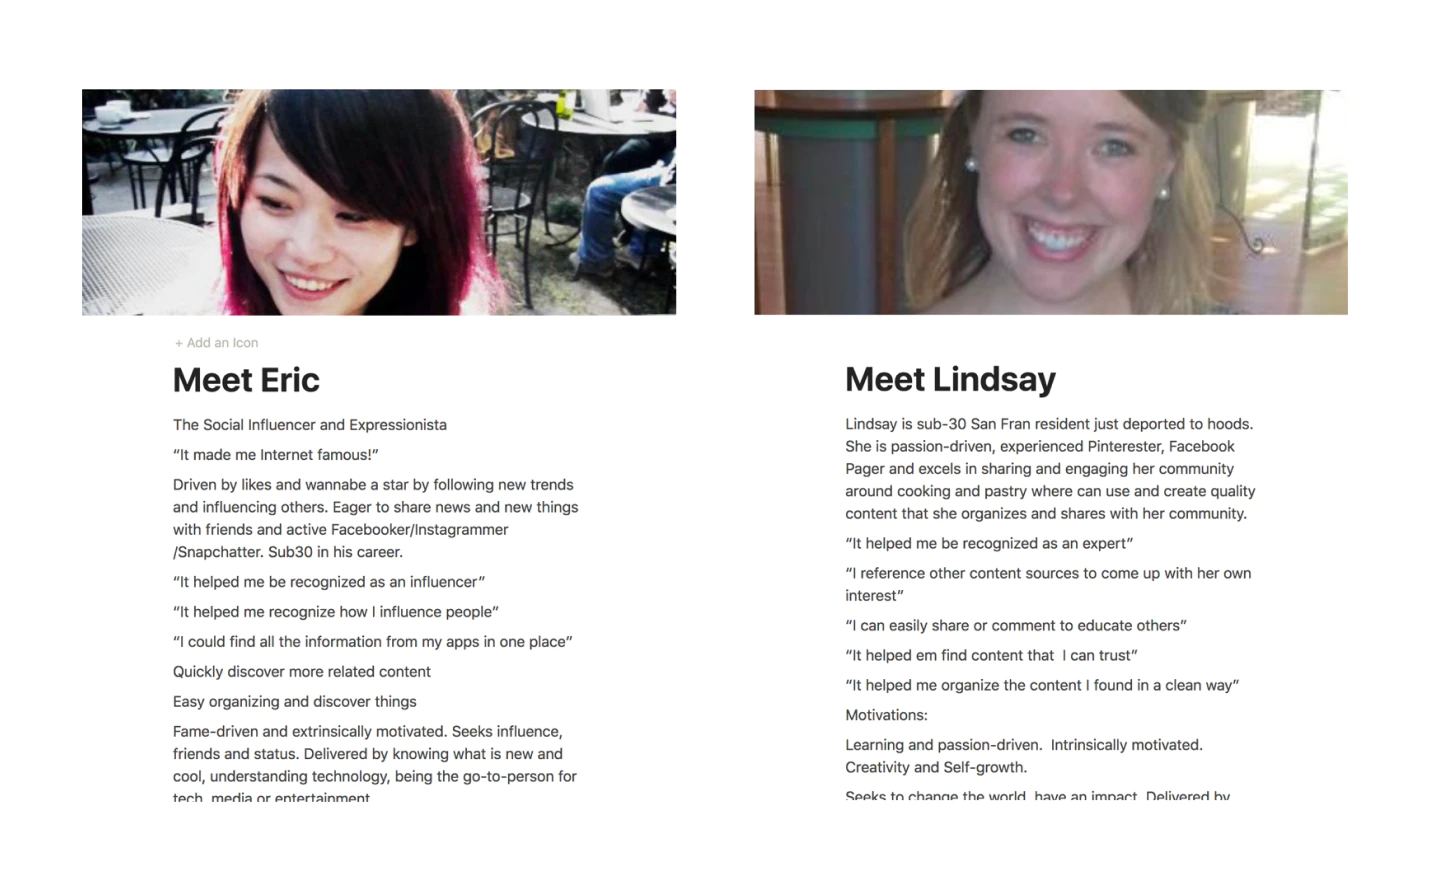 + Add an Icon
Meet Eric
The Social Influencer and Expressionista
“It made me Internet famous!”
Driven by likes and wannabe a star by following new trends
and influencing others. Eager to share news and new things
with friends and active Facebooker/Instagrammer
/Snapchatter. Sub30 in his career.
“It helped me be recognized as an influencer”
“It helped me recognize how I influence people”
“I could find all the information from my apps in one place”
Quickly discover more related content
Easy organizing and discover things
Fame-driven and extrinsically motivated. Seeks influence,
friends and status. Delivered by knowing what is new and
cool, understanding technology, being the go-to-person for
tech, media or entertainment
Meet Lindsay
Lindsay is sub-30 San Fran resident just deported to hoods.
She is passion-driven, experienced Pinterester, Facebook
Pager and excels in sharing and engaging her community
around cooking and pastry where can use and create quality
content that she organizes and shares with her community.
“It helped me be recognized as an expert”
“I reference other content sources to come up with her own
interest”
“I can easily share or comment to educate others”
“It helped em find content that  I can trust”
“It helped me organize the content I found in a clean way”
Motivations:
Learning and passion-driven.  Intrinsically motivated.
Creativity and Self-growth.
Seeks to change the world, have an impact. Delivered by